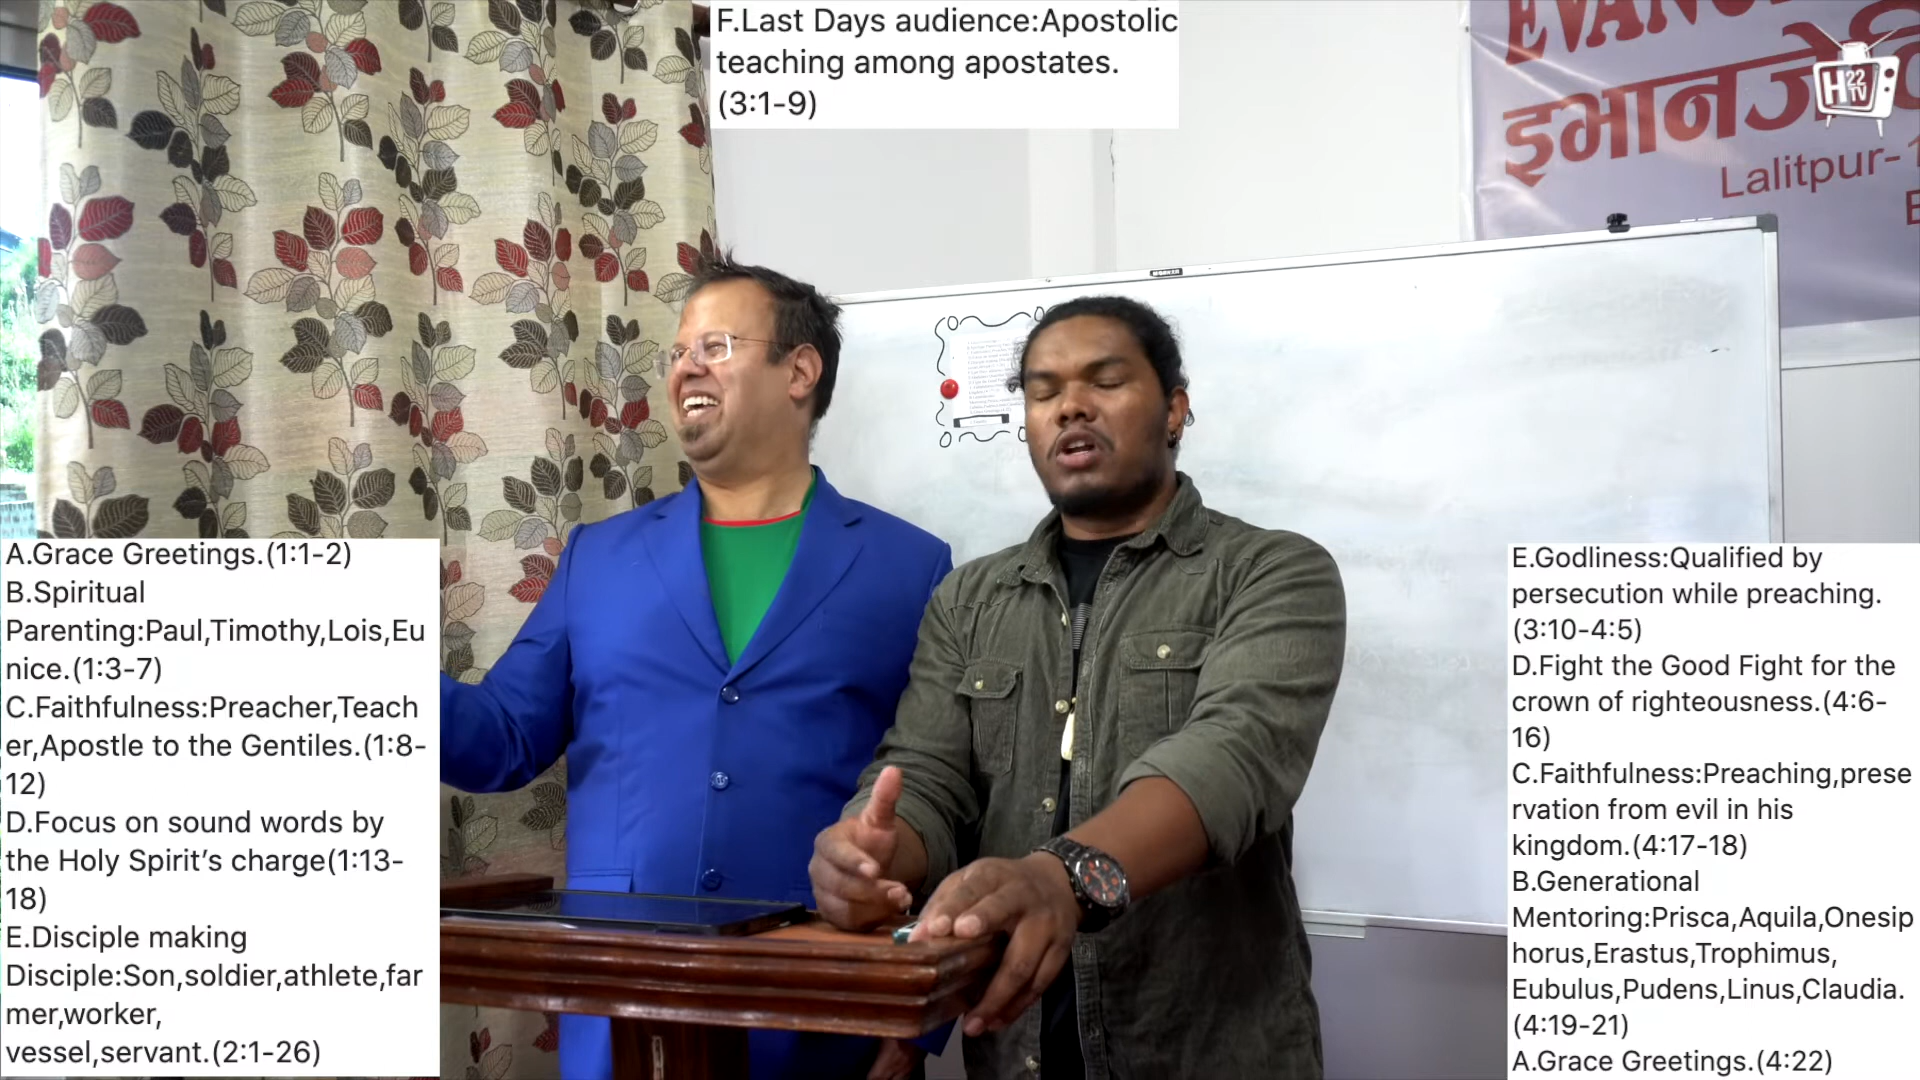 F.Last Days audience:Apostolic
teaching among apostates.
(3:1-9)
इभानजे
Lalitpur-1
H22
TV
A.Grace Greetings.(1:1-2)
B.Spiritual
Parenting:Paul,Timothy,Lois,Eu
nice.(1:3-7)
C.Faithfulness:Preacher,Teach
er,Apostle to the Gentiles.(1:8-
12)
D.Focus on sound words by
the Holy Spirit’s charge(1:13-
18)
E.Disciple making
Disciple:Son,soldier,athlete,far
mer,worker,
vessel,servant.(2:1-26)
E.Godliness:Qualified by
persecution while preaching.
(3:10-4:5)
D.Fight the Good Fight for the
crown of righteousness.(4:6-
16)
C.Faithfulness:Preaching,prese
rvation from evil in his
kingdom.(4:17-18)
B.Generational
Mentoring:Prisca,Aquila,Onesip
horus,Erastus,Trophimus,
Eubulus,Pudens,Linus,Claudia.
(4:19-21)
A.Grace Greetings.(4:22)